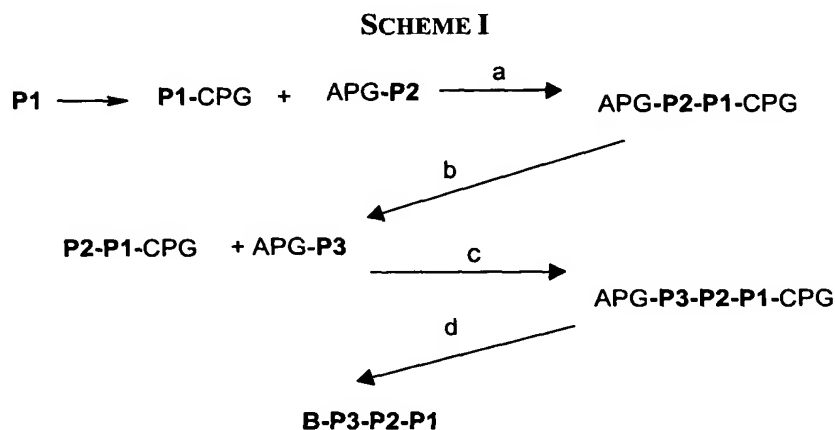 SCHEME I
P1 P1-CPG + APG-P2 a APG-P2-P1-CPG
b
P2-P1-CPG + APG-P3 c APG-P3-P2-P1-CPG
d
B-P3-P2-P1